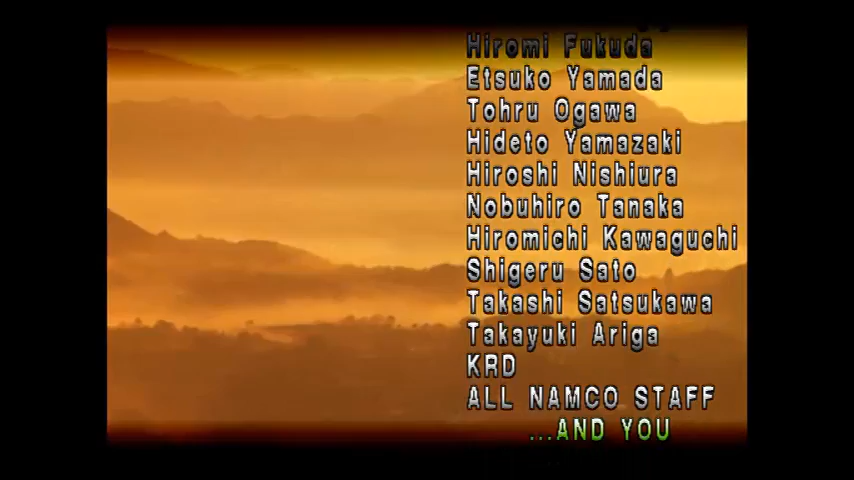 Hiromi Fukuda
Etsuko Yamada
Tohru Ogawa
Hideto Yamazaki
Hiroshi Nishiura
Nobuhiro Tanaka
Hiromichi Kawaguchi
Shigeru Sato
Takashi Satsukawa
Takayuki Ariga
KRD
ALL NAMCO STAFF
...AND YOU